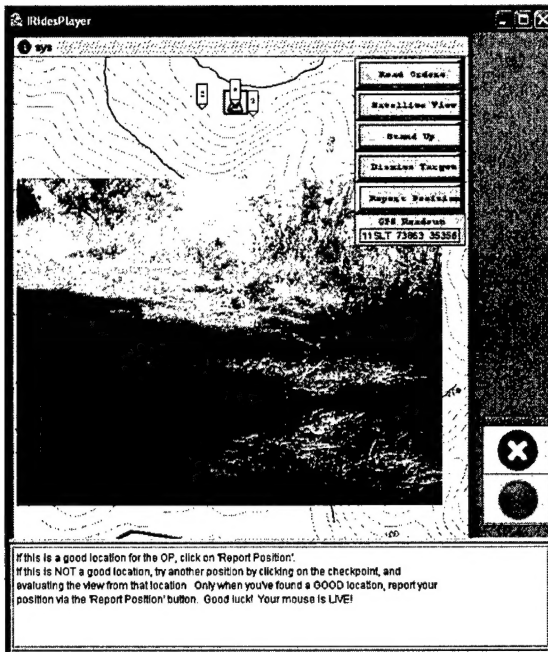 iRidesPlayer
sys
Read Orders
Satellite View
Stand Up
Dismiss Target
Report Position
GPS Readout
11SLT 73863 35356
If this is a good location for the OP, click on 'Report Position'.
If this is NOT a good location, try another position by clicking on the checkpoint, and
evaluating the view from that location. Only when you've found a GOOD location, report your
position via the 'Report Position' button. Good luck! Your mouse is LIVE!